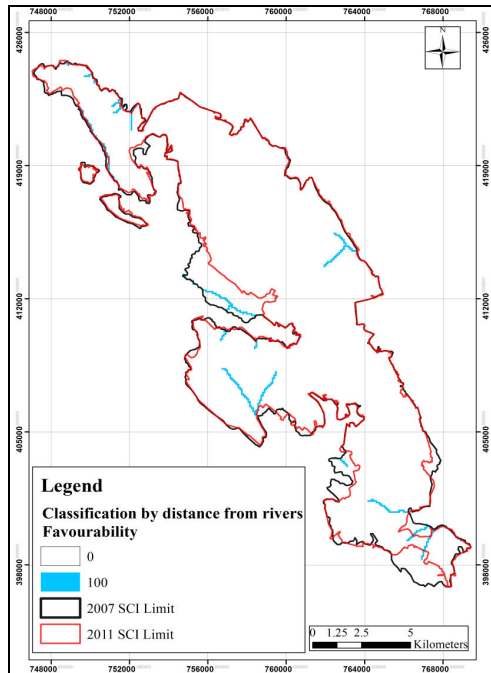 748000 752000 756000 760000 764000 768000
N
426000 426000
419000 419000
412000 412000
405000 405000
398000 398000
Legend
Classification by distance from rivers
Favourability
0
100
2007 SCI Limit
2011 SCI Limit
0 1.25 2.5 5
Kilometers
748000 752000 756000 760000 764000 768000